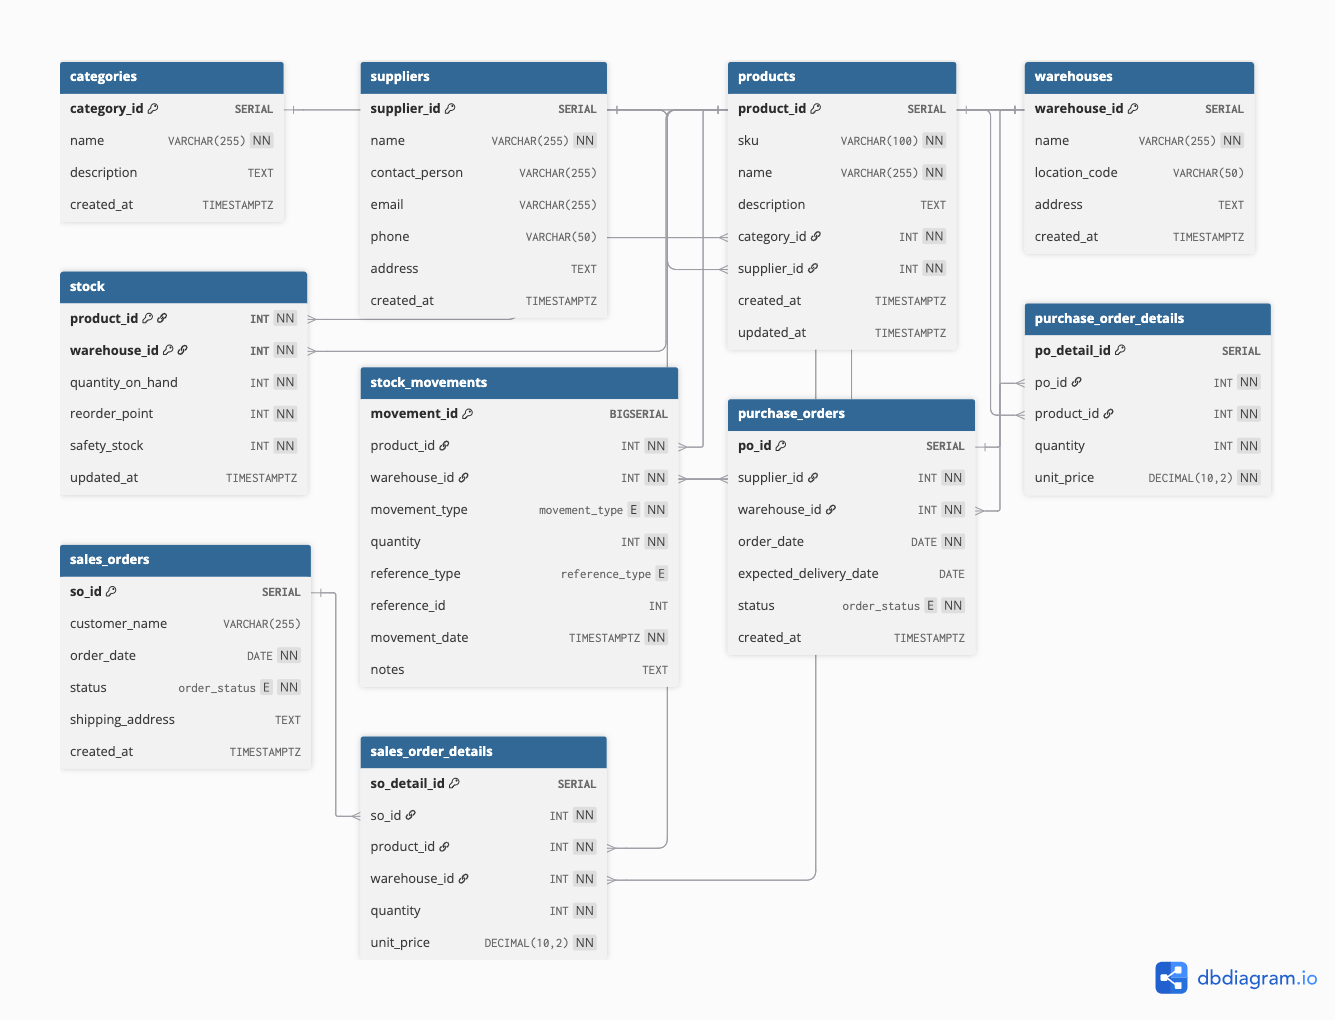 categories
category_id SERIAL
name VARCHAR(255) NN
description TEXT
created_at TIMESTAMPTZ
suppliers
supplier_id SERIAL
name VARCHAR(255) NN
contact_person VARCHAR(255)
email VARCHAR(255)
phone VARCHAR(50)
address TEXT
created_at TIMESTAMPTZ
products
product_id SERIAL
sku VARCHAR(100) NN
name VARCHAR(255) NN
description TEXT
category_id INT NN
supplier_id INT NN
created_at TIMESTAMPTZ
updated_at TIMESTAMPTZ
warehouses
warehouse_id SERIAL
name VARCHAR(255) NN
location_code VARCHAR(50)
address TEXT
created_at TIMESTAMPTZ
stock
product_id INT NN
warehouse_id INT NN
quantity_on_hand INT NN
reorder_point INT NN
safety_stock INT NN
updated_at TIMESTAMPTZ
stock_movements
movement_id BIGSERIAL
product_id INT NN
warehouse_id INT NN
movement_type movement_type E NN
quantity INT NN
reference_type reference_type E
reference_id INT
movement_date TIMESTAMPTZ NN
notes TEXT
purchase_orders
po_id SERIAL
supplier_id INT NN
warehouse_id INT NN
order_date DATE NN
expected_delivery_date DATE
status order_status E NN
created_at TIMESTAMPTZ
purchase_order_details
po_detail_id SERIAL
po_id INT NN
product_id INT NN
quantity INT NN
unit_price DECIMAL(10,2) NN
sales_orders
so_id SERIAL
customer_name VARCHAR(255)
order_date DATE NN
status order_status E NN
shipping_address TEXT
created_at TIMESTAMPTZ
sales_order_details
so_detail_id SERIAL
so_id INT NN
product_id INT NN
warehouse_id INT NN
quantity INT NN
unit_price DECIMAL(10,2) NN
dbdiagram.io